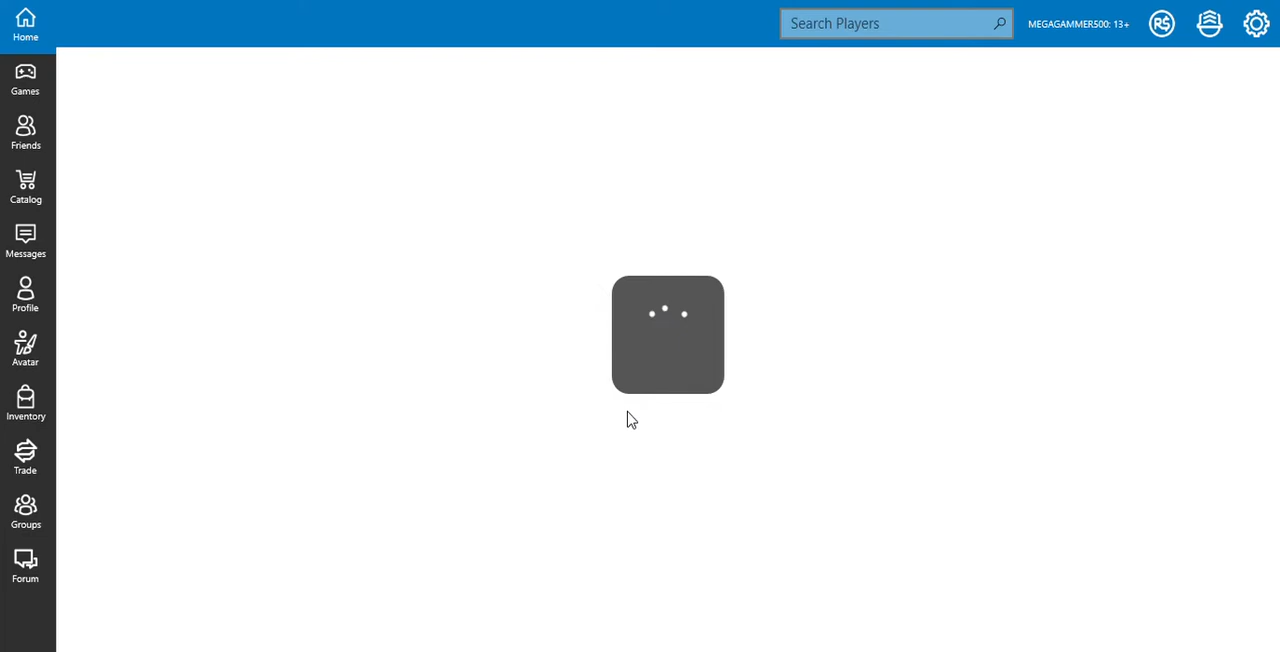 Home
Search Players
MEGAGAMMER500: 13+
R$
Games
Friends
Catalog
Messages
Profile
Avatar
Inventory
Trade
Groups
Forum